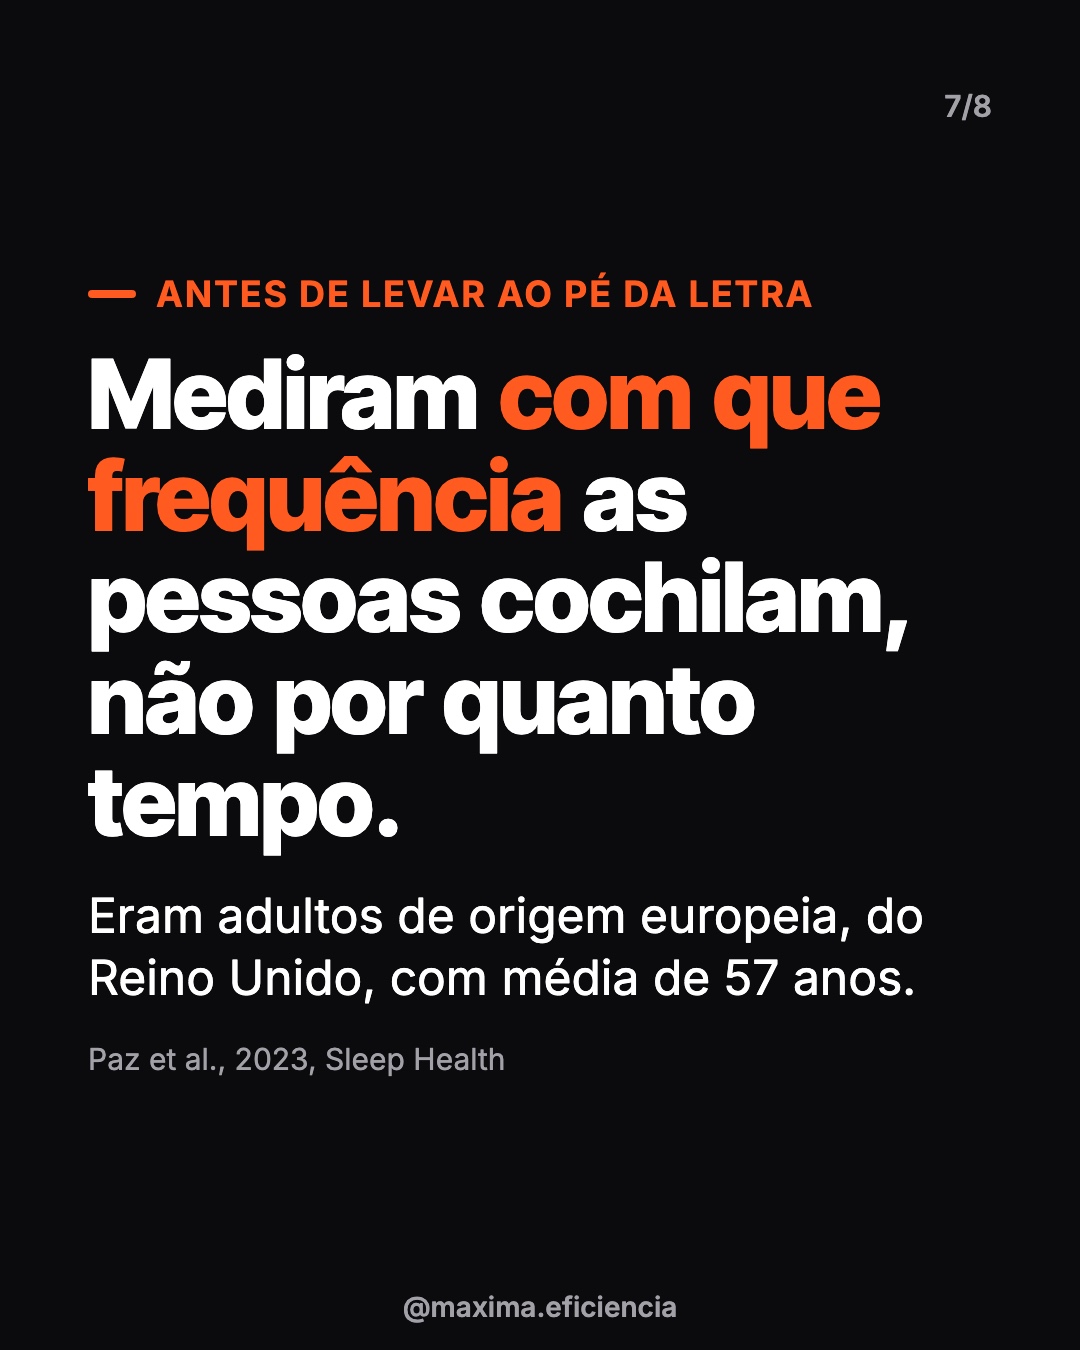 7/8
ANTES DE LEVAR AO PÉ DA LETRA
Mediram com que
frequência as
pessoas cochilam,
não por quanto
tempo.
Eram adultos de origem europeia, do
Reino Unido, com média de 57 anos.
Paz et al., 2023, Sleep Health
@maxima.eficiencia